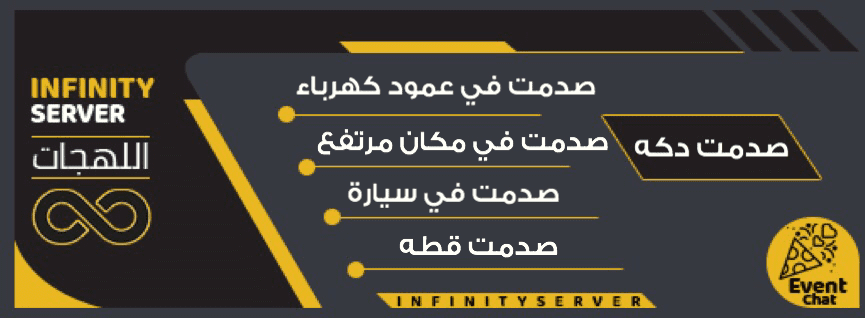 INFINITY
SERVER
اللهجات
صدمت دكه
صدمت في عمود كهرباء
صدمت في مكان مرتفع
صدمت في سيارة
صدمت قطه
INFINITYSERVER
Event
Chat